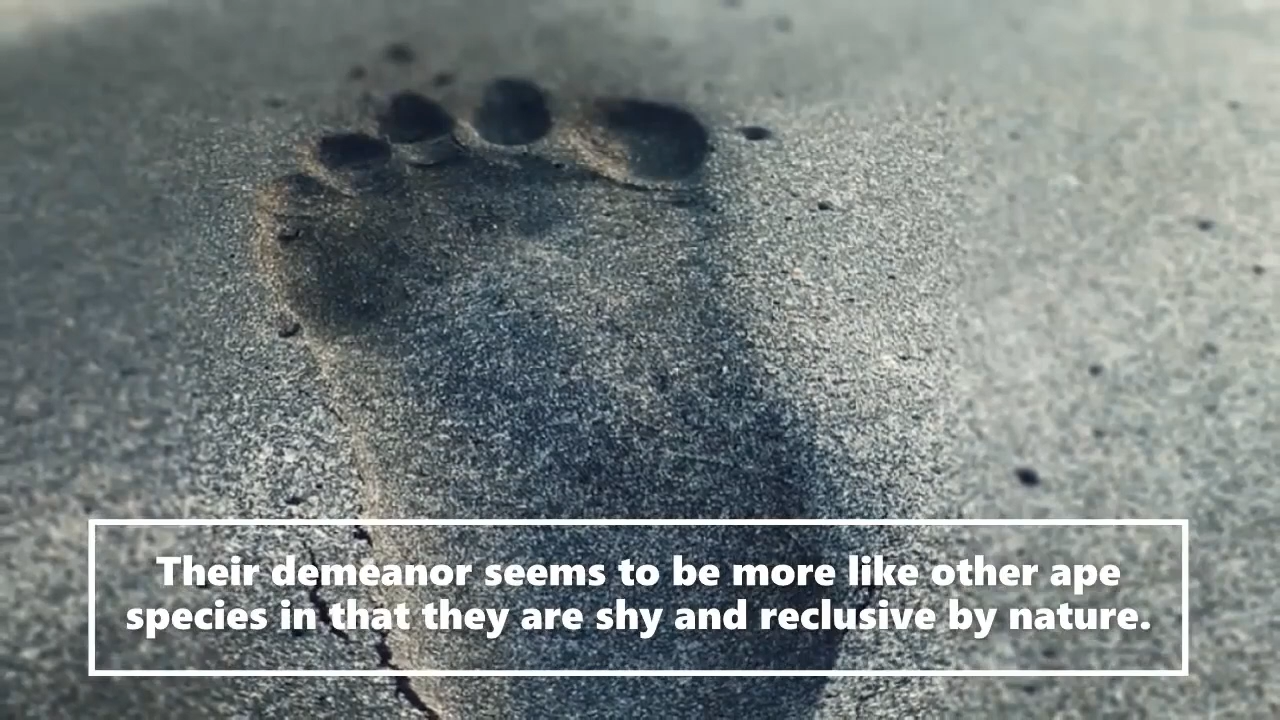 Their demeanor seems to be more like other ape
species in that they are shy and reclusive by nature.